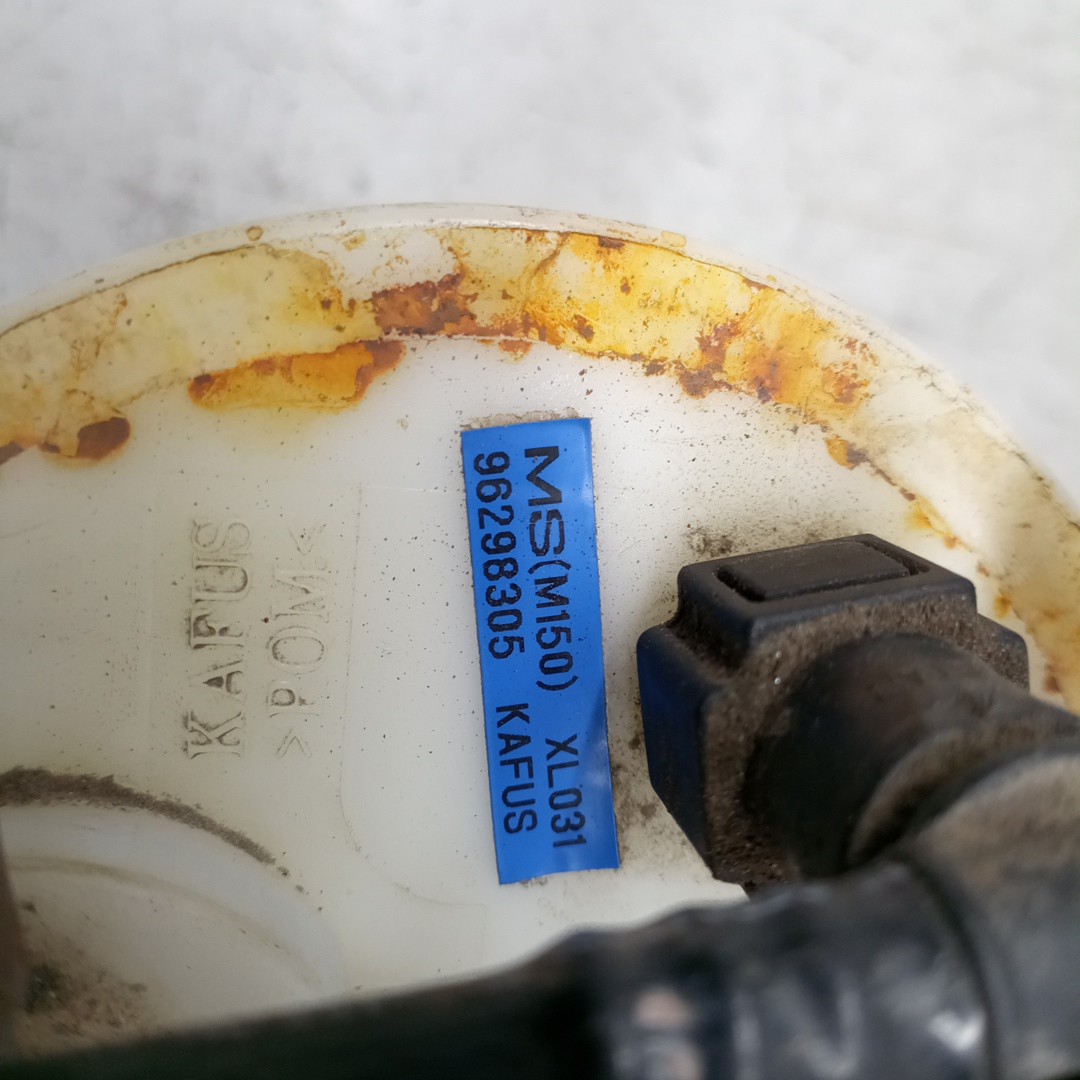 MS(M150) XL031
96298305 KAFUS
KAFUS
>POM<